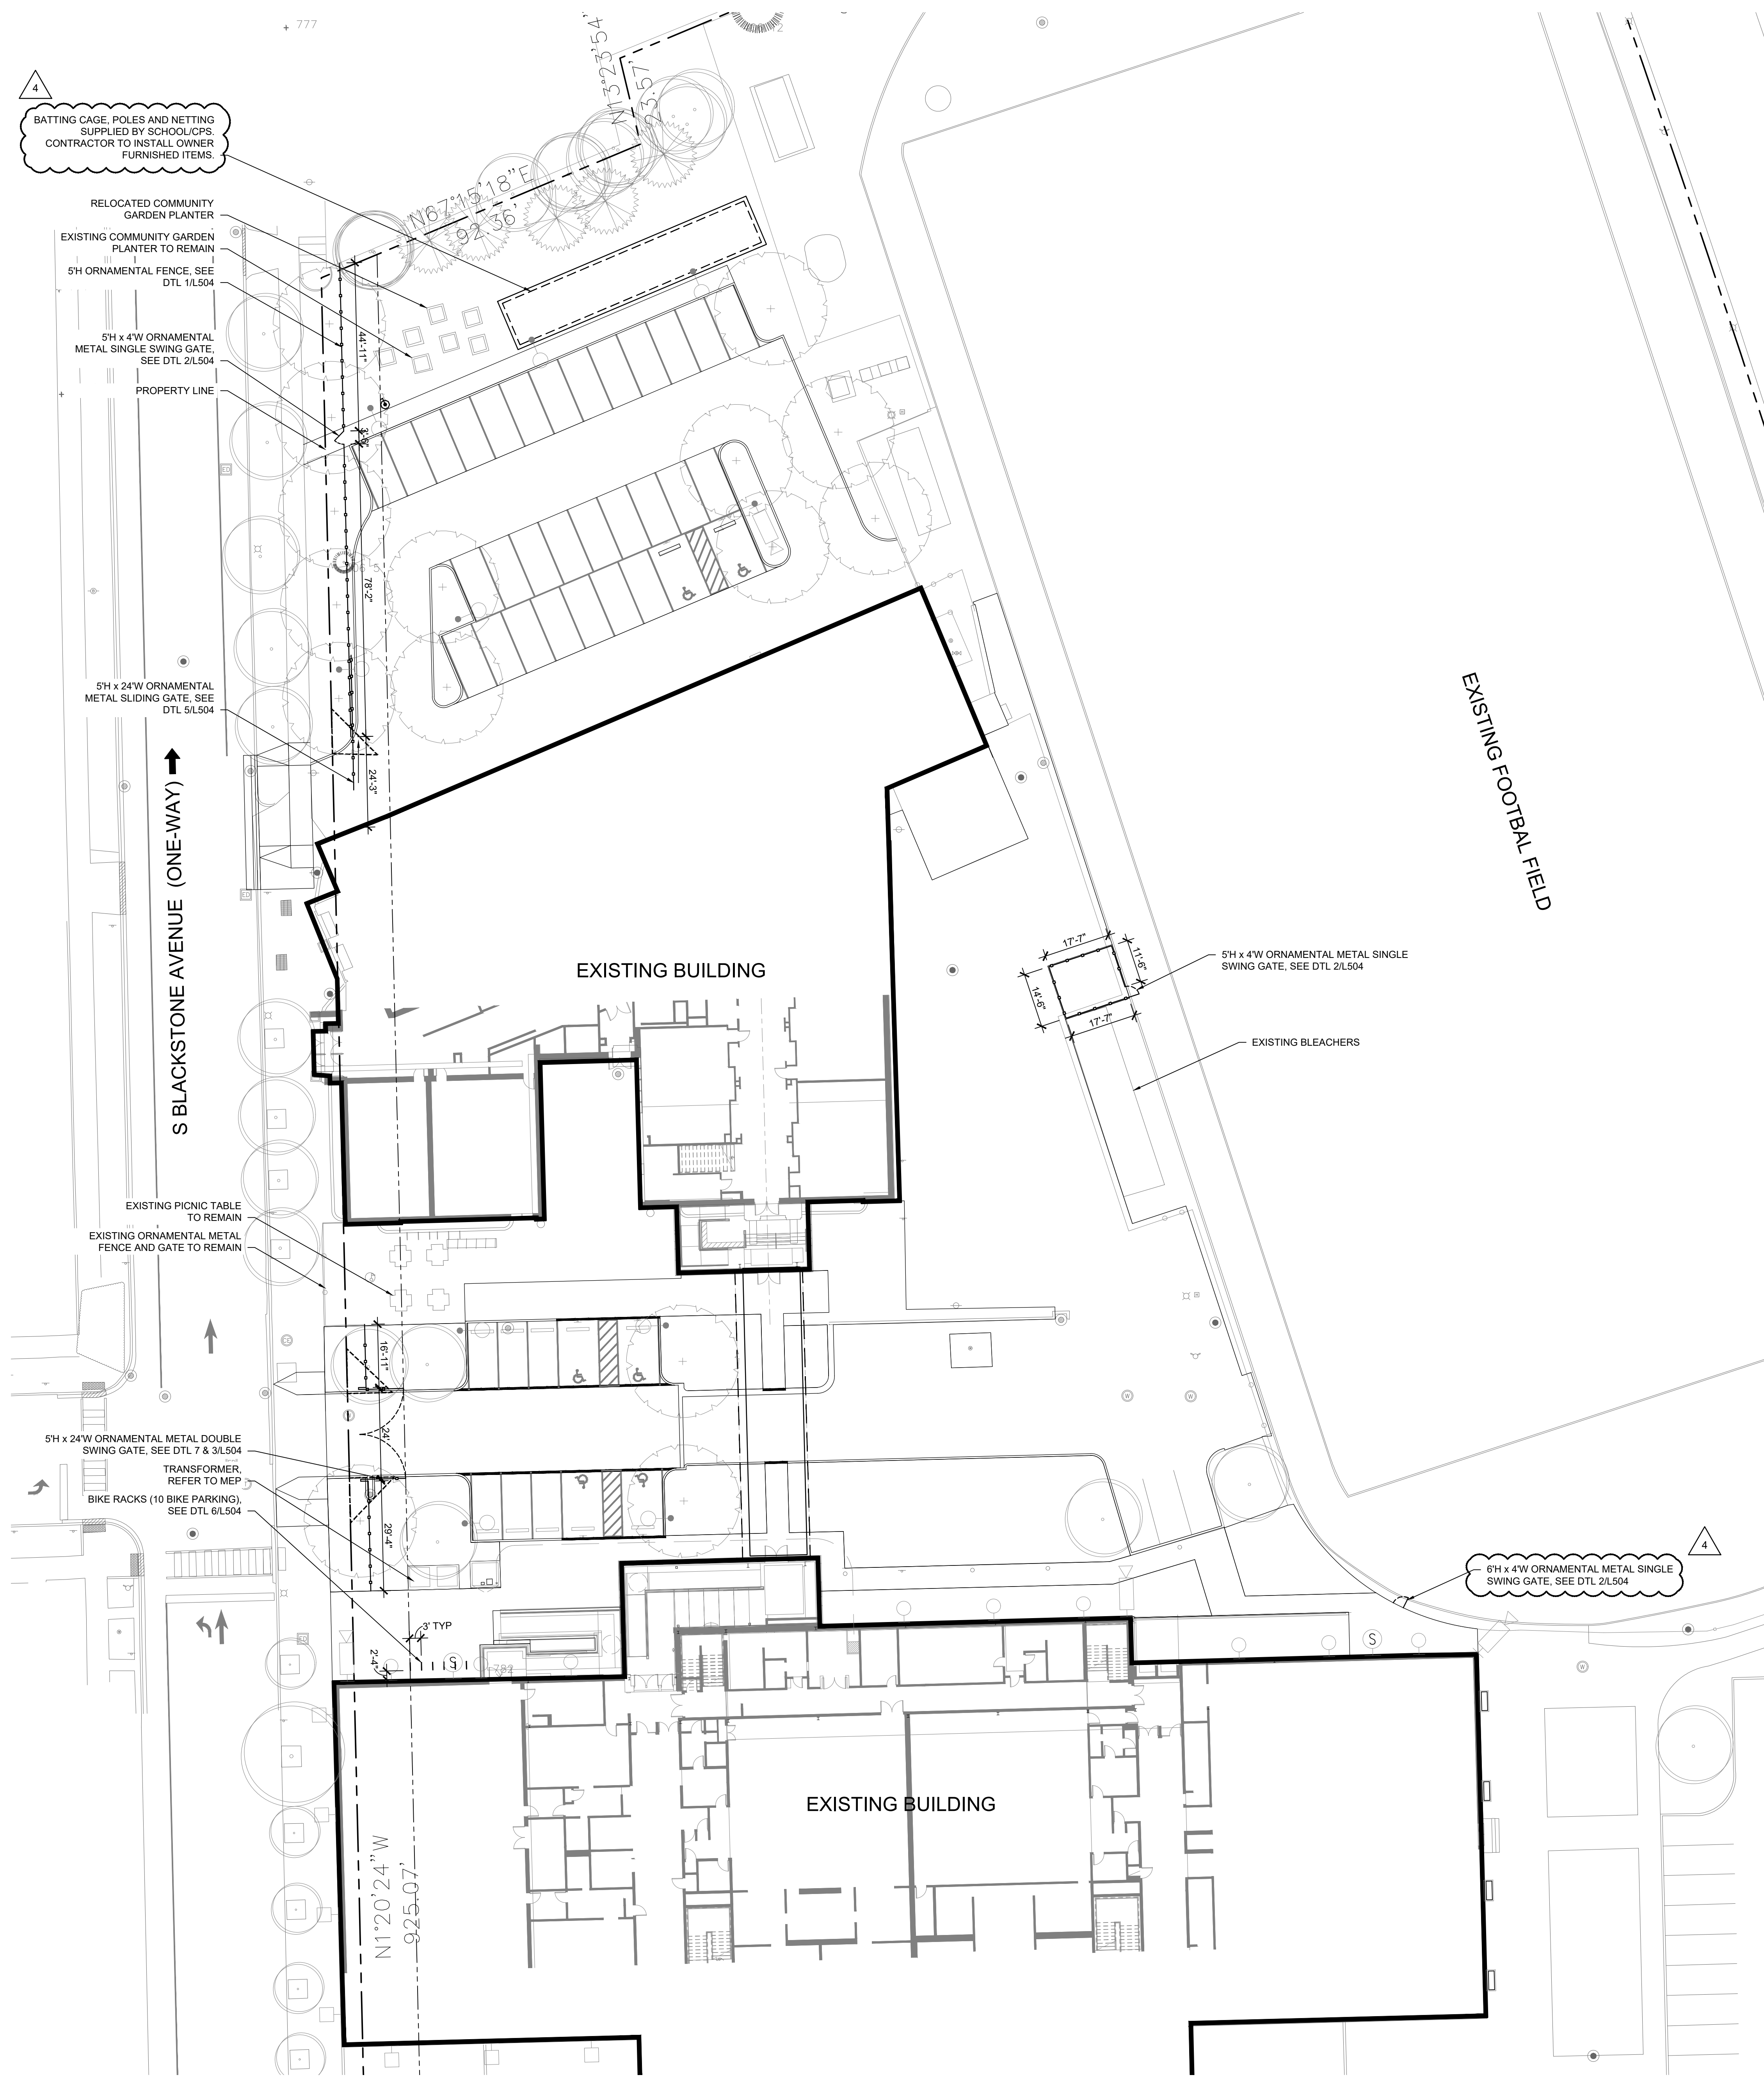 777
N13°23'54"
23.57'
4
BATTING CAGE, POLES AND NETTING
SUPPLIED BY SCHOOL/CPS.
CONTRACTOR TO INSTALL OWNER
FURNISHED ITEMS.
N67°15'18"E
92.36'
RELOCATED COMMUNITY
GARDEN PLANTER
EXISTING COMMUNITY GARDEN
PLANTER TO REMAIN
5'H ORNAMENTAL FENCE, SEE
DTL 1/L504
44'-11"
5'H x 4'W ORNAMENTAL
METAL SINGLE SWING GATE,
SEE DTL 2/L504
PROPERTY LINE
78'-2"
5'H x 24'W ORNAMENTAL
METAL SLIDING GATE, SEE
DTL 5/L504
24'-3"
S BLACKSTONE AVENUE (ONE-WAY)
EXISTING FOOTBAL FIELD
EXISTING BUILDING
17'-7"
11'-6"
14'-6"
17'-7"
5'H x 4'W ORNAMENTAL METAL SINGLE
SWING GATE, SEE DTL 2/L504
EXISTING BLEACHERS
EXISTING PICNIC TABLE
TO REMAIN
EXISTING ORNAMENTAL METAL
FENCE AND GATE TO REMAIN
16'-11"
24'
5'H x 24'W ORNAMENTAL METAL DOUBLE
SWING GATE, SEE DTL 7 & 3/L504
TRANSFORMER,
REFER TO MEP
BIKE RACKS (10 BIKE PARKING),
SEE DTL 6/L504
29'-4"
4
6'H x 4'W ORNAMENTAL METAL SINGLE
SWING GATE, SEE DTL 2/L504
3' TYP
2'-4"
S
782
S
W
W
W
EXISTING BUILDING
N1°20'24"W
925.07'